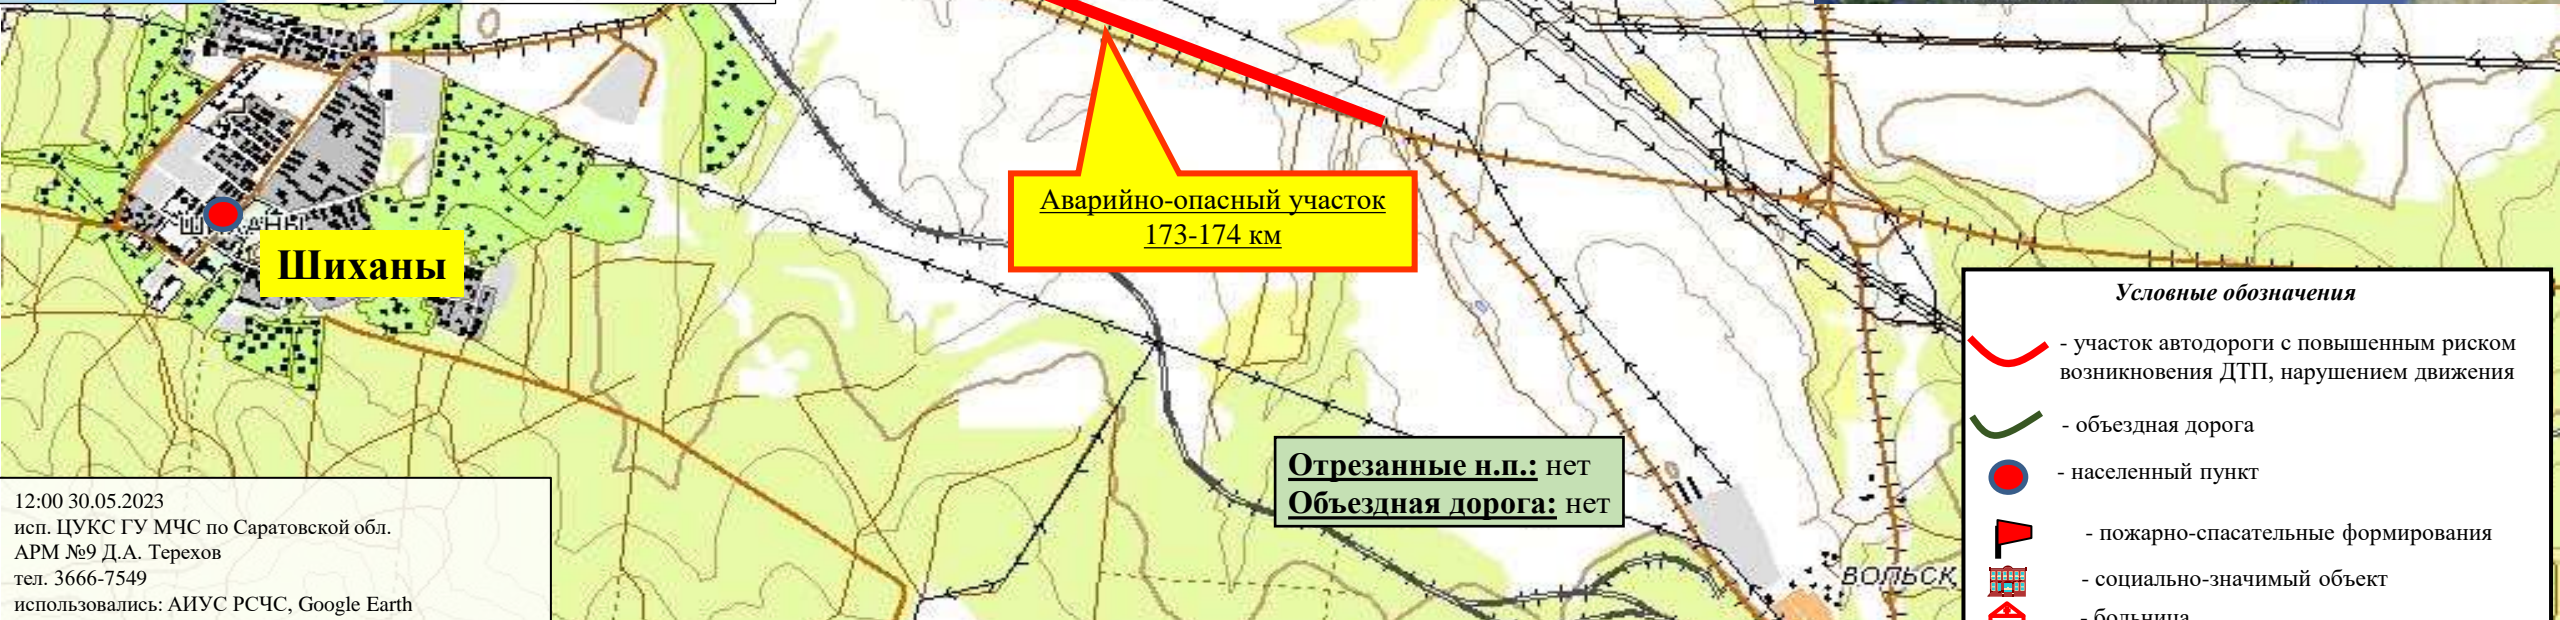 ШИХАНЫ
Шиханы
Аварийно-опасный участок
173-174 км
Отрезанные н.п.: нет
Объездная дорога: нет
12:00 30.05.2023
исп. ЦУКС ГУ МЧС по Саратовской обл.
АРМ №9 Д.А. Терехов
тел. 3666-7549
использовались: АИУС РСЧС, Google Earth
ВОЛЬСК
Условные обозначения
- участок автодороги с повышенным риском
возникновения ДТП, нарушением движения
- объездная дорога
- населенный пункт
- пожарно-спасательные формирования
- социально-значимый объект
- больница